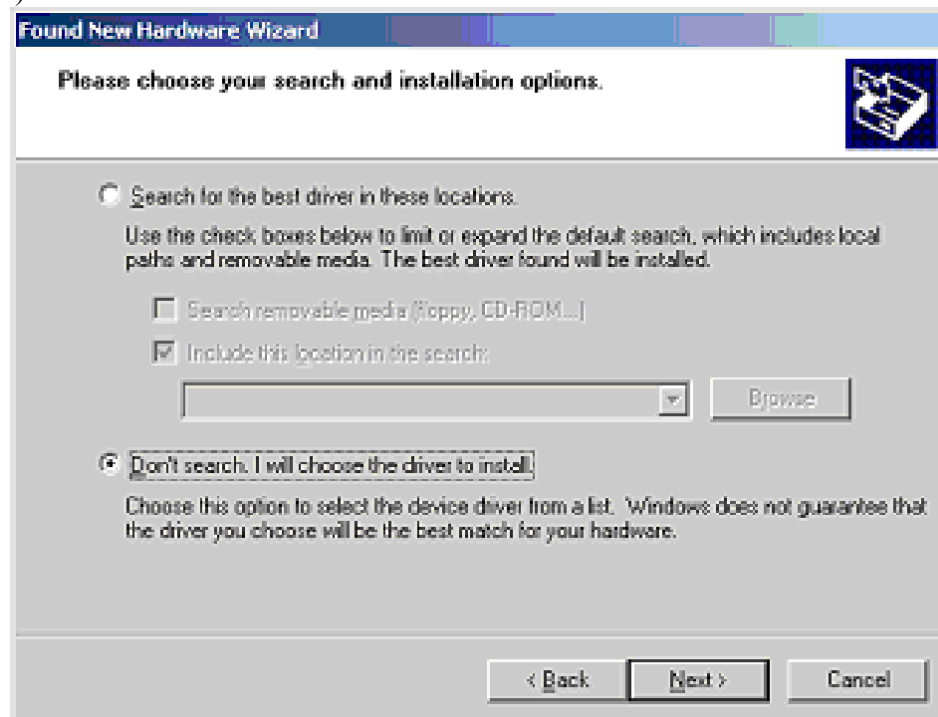 )
Found New Hardware Wizard
Please choose your search and installation options.
Search for the best driver in these locations.
Use the check boxes below to limit or expand the default search, which includes local
paths and removable media. The best driver found will be installed.
Search removable media (floppy, CD-ROM...)
Include this location in the search:
Browse
Don't search. I will choose the driver to install.
Choose this option to select the device driver from a list. Windows does not guarantee that
the driver you choose will be the best match for your hardware.
< Back Next > Cancel